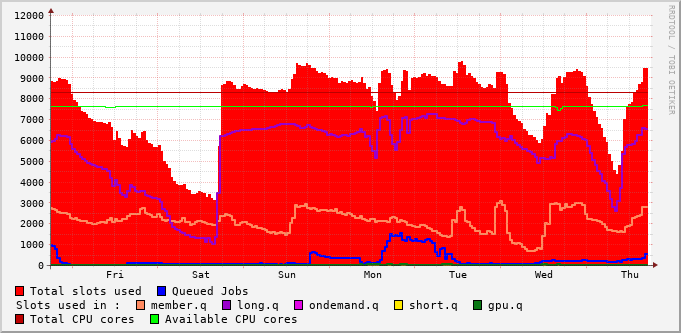 RRDTOOL / TOBI OETIKER
12000
11000
10000
9000
8000
7000
6000
5000
4000
3000
2000
1000
0
Fri Sat Sun Mon Tue Wed Thu
Total slots used Queued Jobs
Slots used in : member.q long.q ondemand.q short.q gpu.q
Total CPU cores Available CPU cores